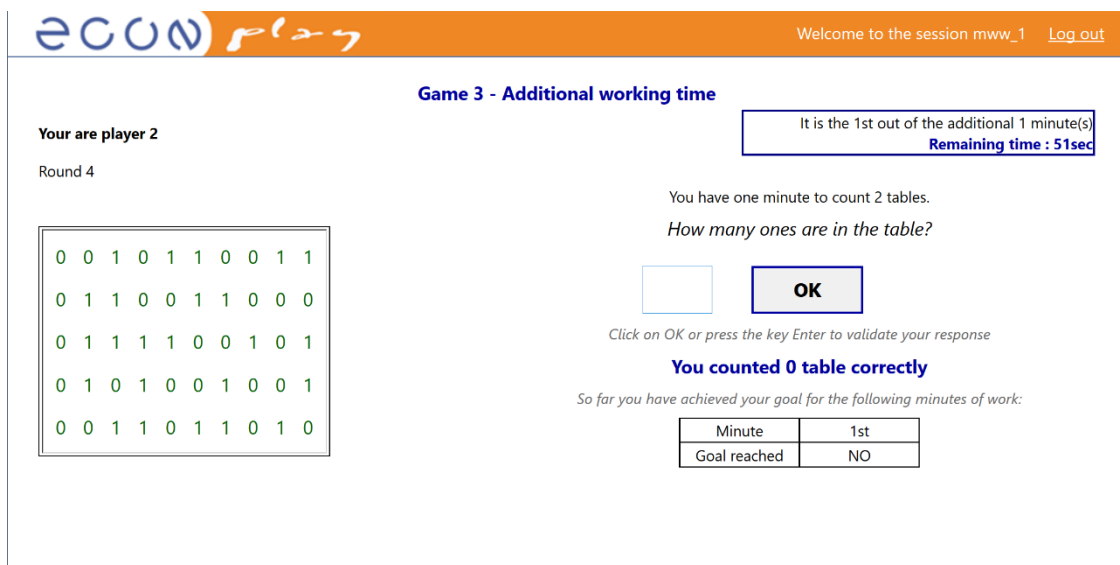 econ play
Welcome to the session mww_1 Log out
Game 3 - Additional working time
Your are player 2
It is the 1st out of the additional 1 minute(s)
Remaining time : 51sec
Round 4
You have one minute to count 2 tables.
How many ones are in the table?
0 0 1 0 1 1 0 0 1 1
0 1 1 0 0 1 1 0 0 0
0 1 1 1 1 0 0 1 0 1
0 1 0 1 0 0 1 0 0 1
0 0 1 1 0 1 1 0 1 0
OK
Click on OK or press the key Enter to validate your response
You counted 0 table correctly
So far you have achieved your goal for the following minutes of work:
Minute 1st
Goal reached NO